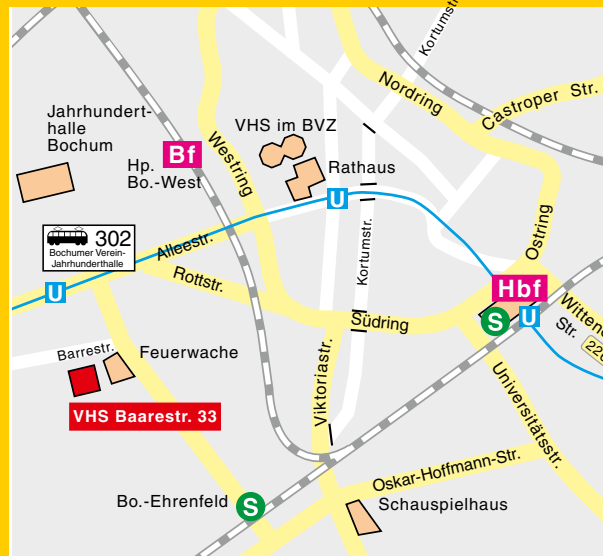 Kortumstr.
Nordring
Castroper Str.
Jahrhundert-
halle
Bochum
VHS im BVZ
Bf
Hp.
Bo.-West
Westring
Rathaus
U
302
Bochumer Verein-
Jahrhunderthalle
Alleestr.
Kortumstr.
Ostring
U
Rottstr.
Hbf
S
U
Südring
Wittener
Str.
226
Barrestr.
Feuerwache
Viktoriastr.
Universitätsstr.
VHS Baarestr. 33
Oskar-Hoffmann-Str.
Bo.-Ehrenfeld
S
Schauspielhaus